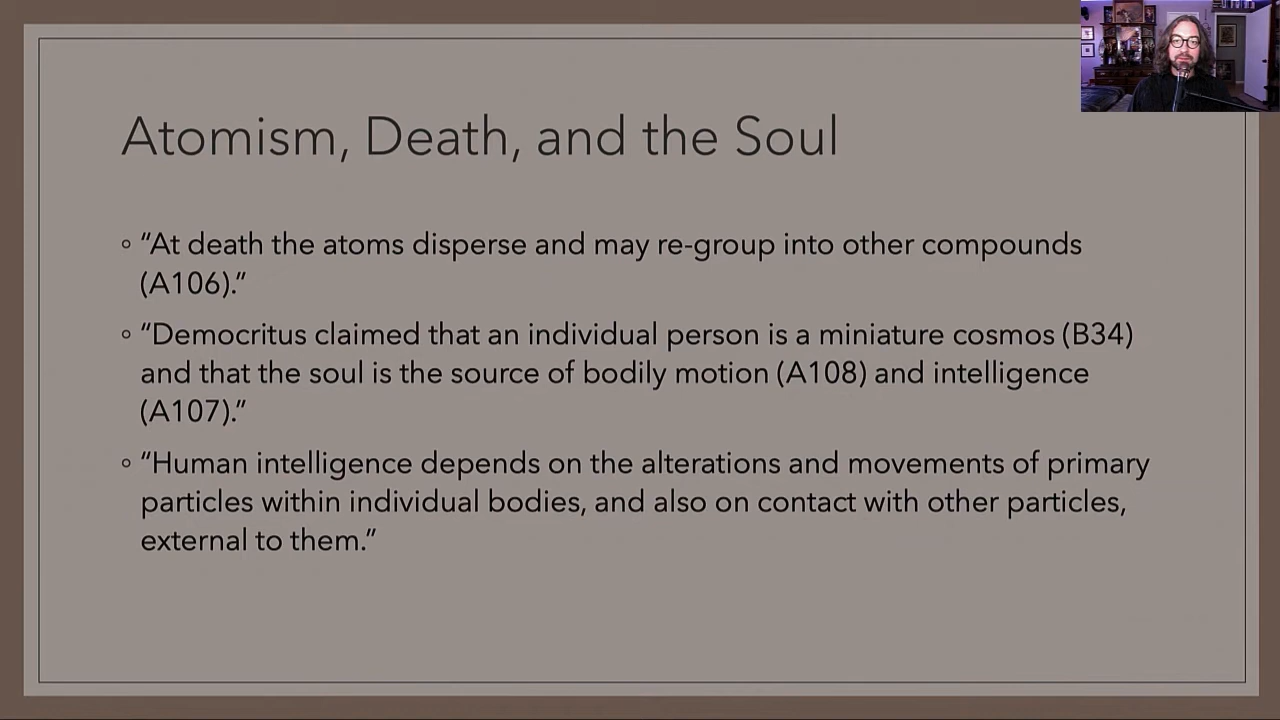 Atomism, Death, and the Soul
“At death the atoms disperse and may re-group into other compounds
(A106).”
“Democritus claimed that an individual person is a miniature cosmos (B34)
and that the soul is the source of bodily motion (A108) and intelligence
(A107).”
“Human intelligence depends on the alterations and movements of primary
particles within individual bodies, and also on contact with other particles,
external to them.”